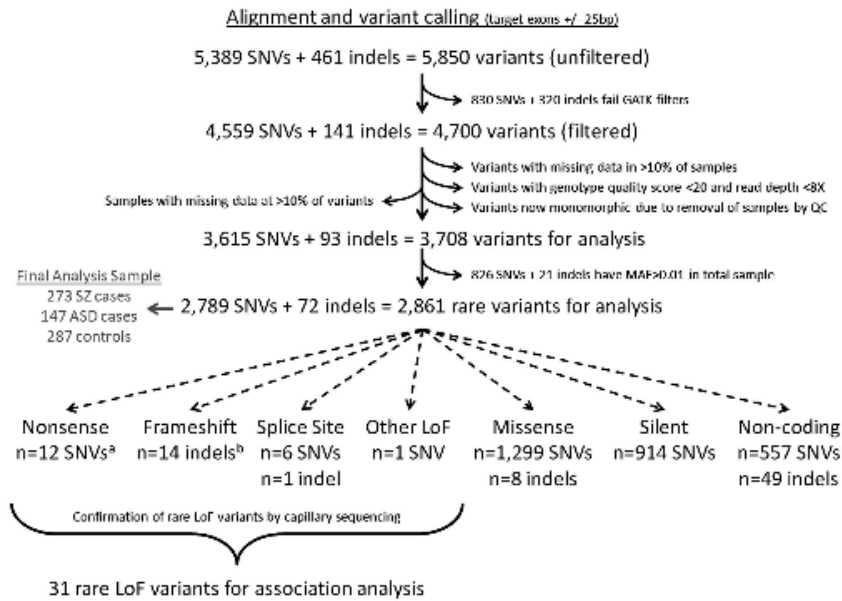 Alignment and variant calling (target exons +/- 25bp)
5,389 SNVs + 461 indels = 5,850 variants (unfiltered)
830 SNVs + 320 indels fail GATK filters
4,559 SNVs + 141 indels = 4,700 variants (filtered)
Variants with missing data in >10% of samples
Variants with genotype quality score <20 and read depth <8X
Samples with missing data at >10% of variants
Variants now monomorphic due to removal of samples by QC
3,615 SNVs + 93 indels = 3,708 variants for analysis
826 SNVs + 21 indels have MAF>0.01 in total sample
Final Analysis Sample
273 SZ cases
147 ASD cases
287 controls
2,789 SNVs + 72 indels = 2,861 rare variants for analysis
Nonsense Frameshift Splice Site Other LoF Missense Silent Non-coding
n=12 SNVsᵃ n=14 indelsᵇ n=6 SNVs n=1 SNV n=1,299 SNVs n=914 SNVs n=557 SNVs
n=1 indel n=8 indels n=49 indels
Confirmation of rare LoF variants by capillary sequencing
31 rare LoF variants for association analysis